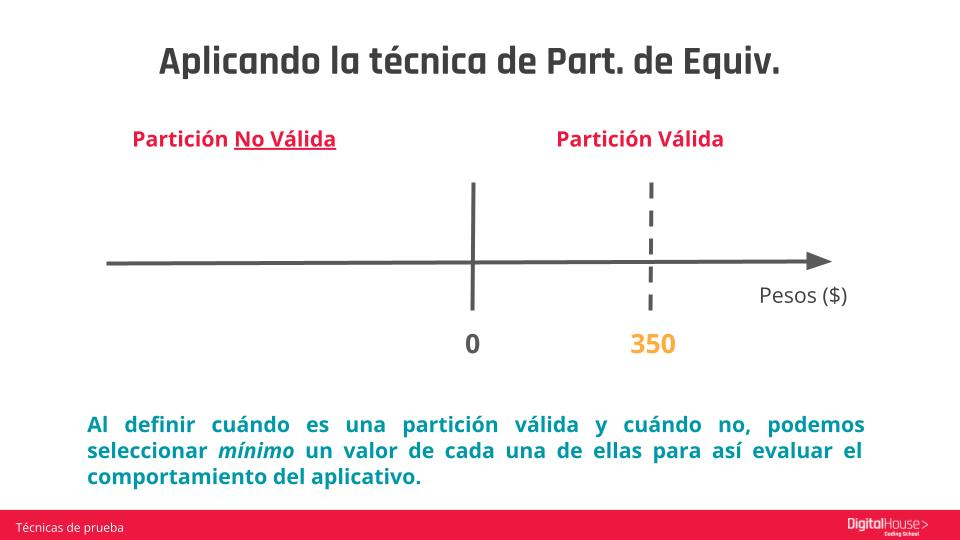 Aplicando la técnica de Part. de Equiv.
Partición No Válida
Partición Válida
Pesos ($)
0
350
Al definir cuándo es una partición válida y cuándo no, podemos
seleccionar mínimo un valor de cada una de ellas para así evaluar el
comportamiento del aplicativo.
Técnicas de prueba
DigitalHouse>
Coding School